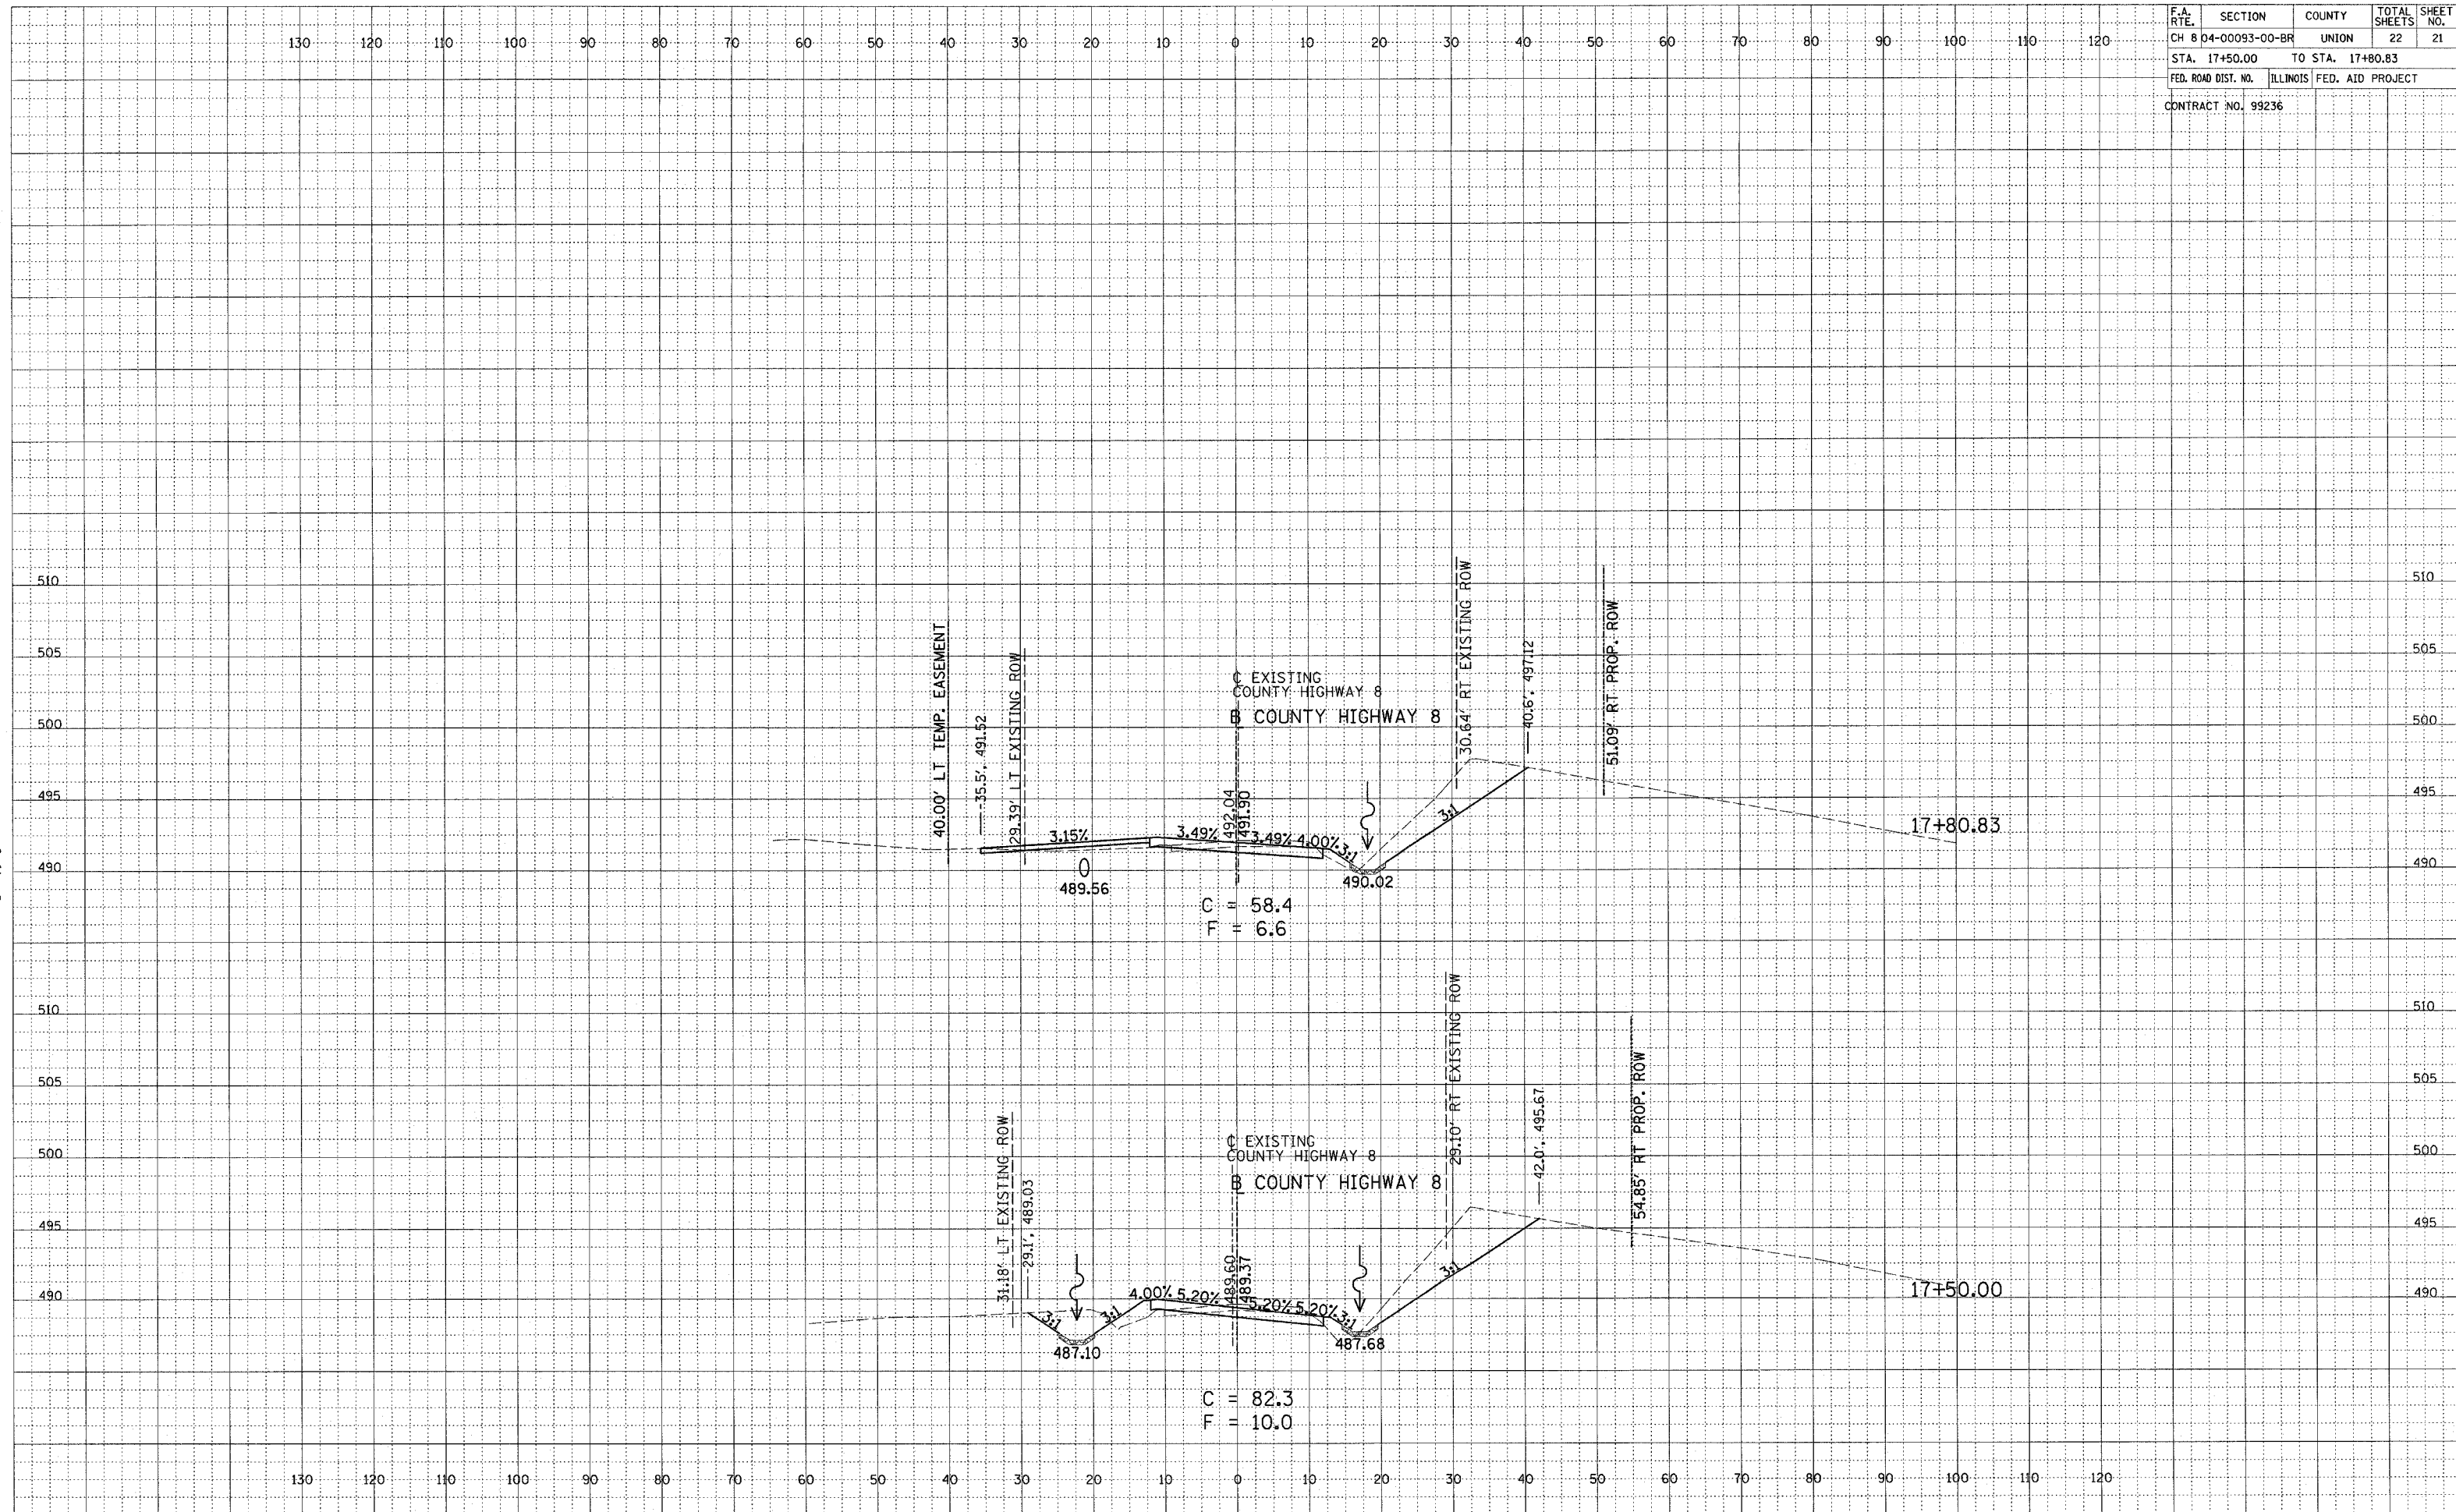 F.A. RTE. SECTION COUNTY TOTAL SHEETS SHEET NO.
CH 8 04-00093-00-BR UNION 22 21
STA. 17+50.00 TO STA. 17+80.83
FED. ROAD DIST. NO. ILLINOIS FED. AID PROJECT
CONTRACT NO. 99236
130 120 110 100 90 80 70 60 50 40 30 20 10 0 10 20 30 40 50 60 70 80 90 100 110 120
510 510
505 505
500 500
495 495
490 490
40.00' LT TEMP. EASEMENT
-35.5', 491.52
29.39' LT EXISTING ROW
℄ EXISTING
COUNTY HIGHWAY 8
B COUNTY HIGHWAY 8
492.04
491.90
30.64' RT EXISTING ROW
40.6', 497.12
51.09' RT PROP. ROW
3.15% 3.49% 3.49% 4.00% 3:1 3:1
17+80.83
489.56
490.02
C = 58.4
F = 6.6
510 510
505 505
500 500
495 495
490 490
31.18' LT EXISTING ROW
-29.1', 489.03
℄ EXISTING
COUNTY HIGHWAY 8
B COUNTY HIGHWAY 8
489.60
489.37
29.10' RT EXISTING ROW
42.0', 495.67
54.85' RT PROP. ROW
3:1 3:1 4.00% 5.20% 5.20% 5.20% 3:1 3:1
17+50.00
487.10
487.68
C = 82.3
F = 10.0
130 120 110 100 90 80 70 60 50 40 30 20 10 0 10 20 30 40 50 60 70 80 90 100 110 120